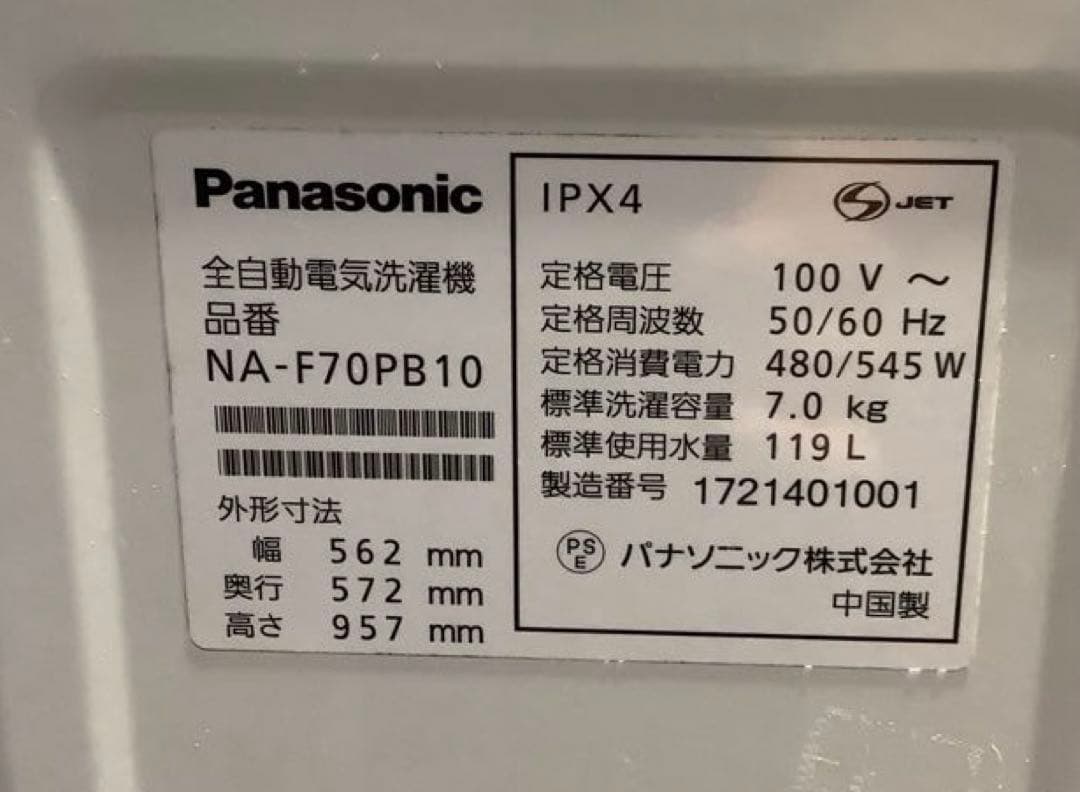 Panasonic
全自動電気洗濯機
品番
NA-F70PB10
外形寸法
幅 562 mm
奥行 572 mm
高さ 957 mm
IPX4
S JET
定格電圧 100 V ～
定格周波数 50/60 Hz
定格消費電力 480/545 W
標準洗濯容量 7.0 kg
標準使用水量 119 L
製造番号 1721401001
PS
E
パナソニック株式会社
中国製